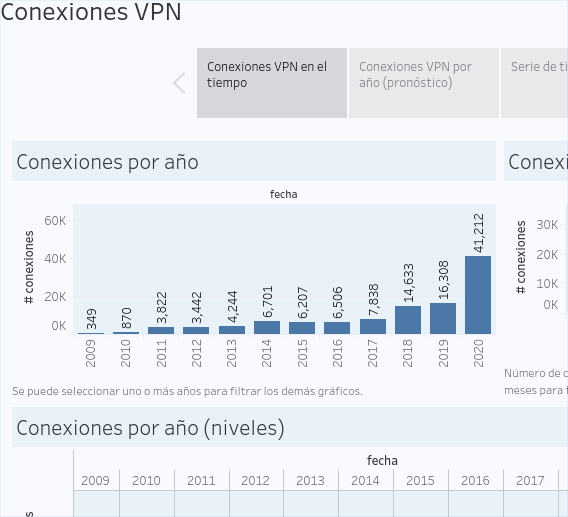 Conexiones VPN
Conexiones VPN en el
tiempo
Conexiones VPN por
año (pronóstico)
Serie de ti
Conexiones por año
fecha
# conexiones
60K
40K
20K
0K
349
870
3,822
3,442
4,244
6,701
6,207
6,506
7,838
14,633
16,308
41,212
2009
2010
2011
2012
2013
2014
2015
2016
2017
2018
2019
2020
Se puede seleccionar uno o más años para filtrar los demás gráficos.
Conexi
# conexiones
30K
20K
10K
0K
Número de c
meses para f
Conexiones por año (niveles)
fecha
2009 2010 2011 2012 2013 2014 2015 2016 2017